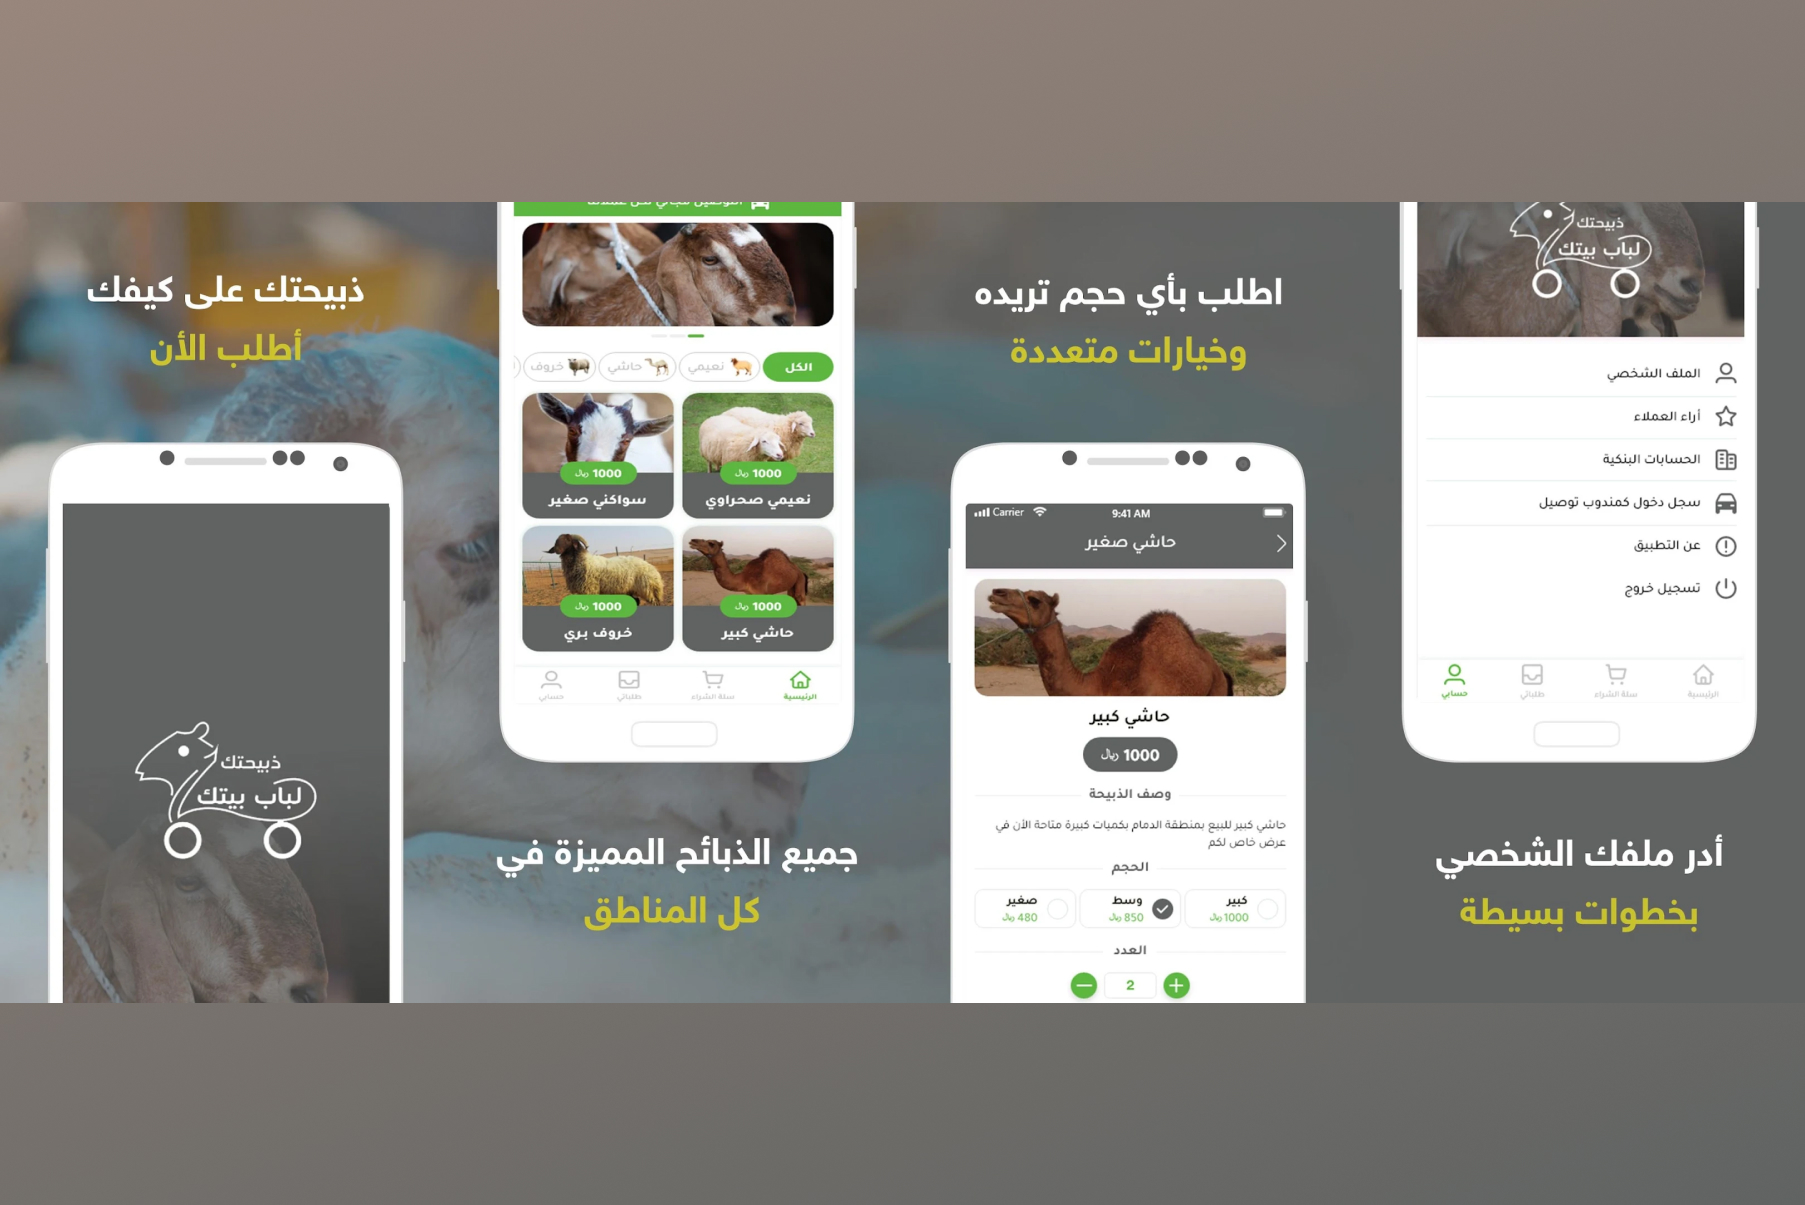 ذبيحتك على كيفك
أطلب الأن
ذبيحتك
لباب بيتك
الكل
نعيمي
حاشي
خروف
1000 ريال
نعيمي صحراوي
1000 ريال
سواكني صغير
1000 ريال
حاشي كبير
1000 ريال
خروف بري
الرئيسية
سلة الشراء
طلباتي
حسابي
جميع الذبائح المميزة في
كل المناطق
اطلب بأي حجم تريده
وخيارات متعددة
Carrier
9:41 AM
حاشي صغير
حاشي كبير
1000 ريال
وصف الذبيحة
حاشي كبير للبيع بمنطقة الدمام بكميات كبيرة متاحة الأن في
عرض خاص لكم
الحجم
كبير
1000 ريال
وسط
850 ريال
صغير
480 ريال
العدد
2
ذبيحتك
لباب بيتك
الملف الشخصي
أراء العملاء
الحسابات البنكية
سجل دخول كمندوب توصيل
عن التطبيق
تسجيل خروج
الرئيسية
سلة الشراء
طلباتي
حسابي
أدر ملفك الشخصي
بخطوات بسيطة